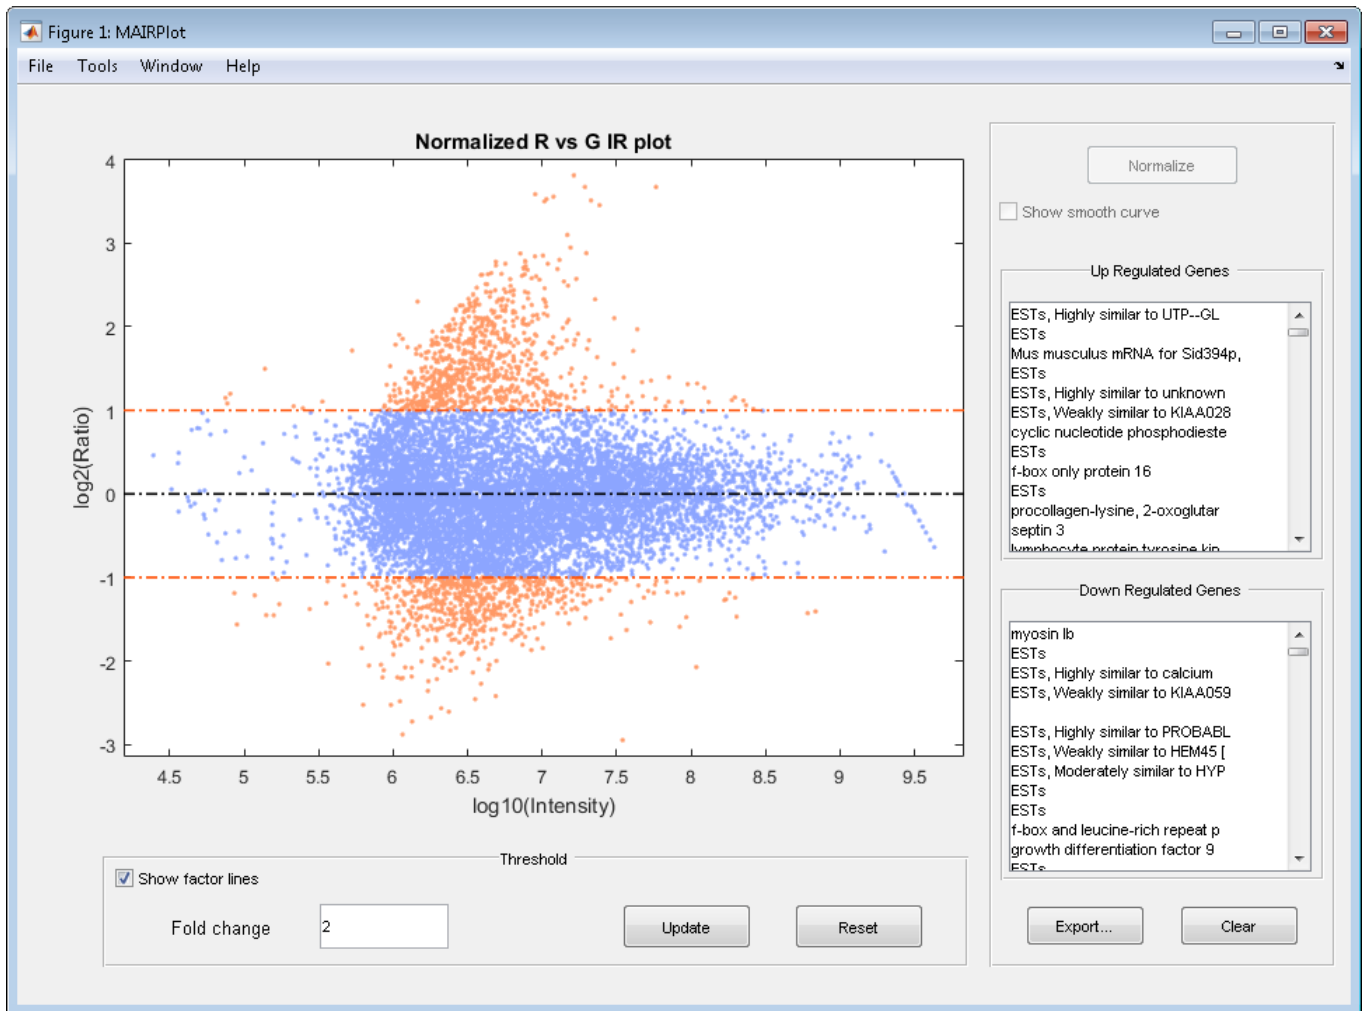 Figure 1: MAIRPlot
File Tools Window Help
Normalized R vs G IR plot
4
3
2
1
0
-1
-2
-3
log2(Ratio)
4.5 5 5.5 6 6.5 7 7.5 8 8.5 9 9.5
log10(Intensity)
Threshold
Show factor lines
Fold change 2 Update Reset
Normalize
Show smooth curve
Up Regulated Genes
ESTs, Highly similar to UTP--GL
ESTs
Mus musculus mRNA for Sid394p,
ESTs
ESTs, Highly similar to unknown
ESTs, Weakly similar to KIAA028
cyclic nucleotide phosphodieste
ESTs
f-box only protein 16
ESTs
procollagen-lysine, 2-oxoglutar
septin 3
lymphocyte protein tyrosine kin
Down Regulated Genes
myosin Ib
ESTs
ESTs, Highly similar to calcium
ESTs, Weakly similar to KIAA059
ESTs, Highly similar to PROBABL
ESTs, Weakly similar to HEM45 [
ESTs, Moderately similar to HYP
ESTs
ESTs
f-box and leucine-rich repeat p
growth differentiation factor 9
ESTs
Export... Clear